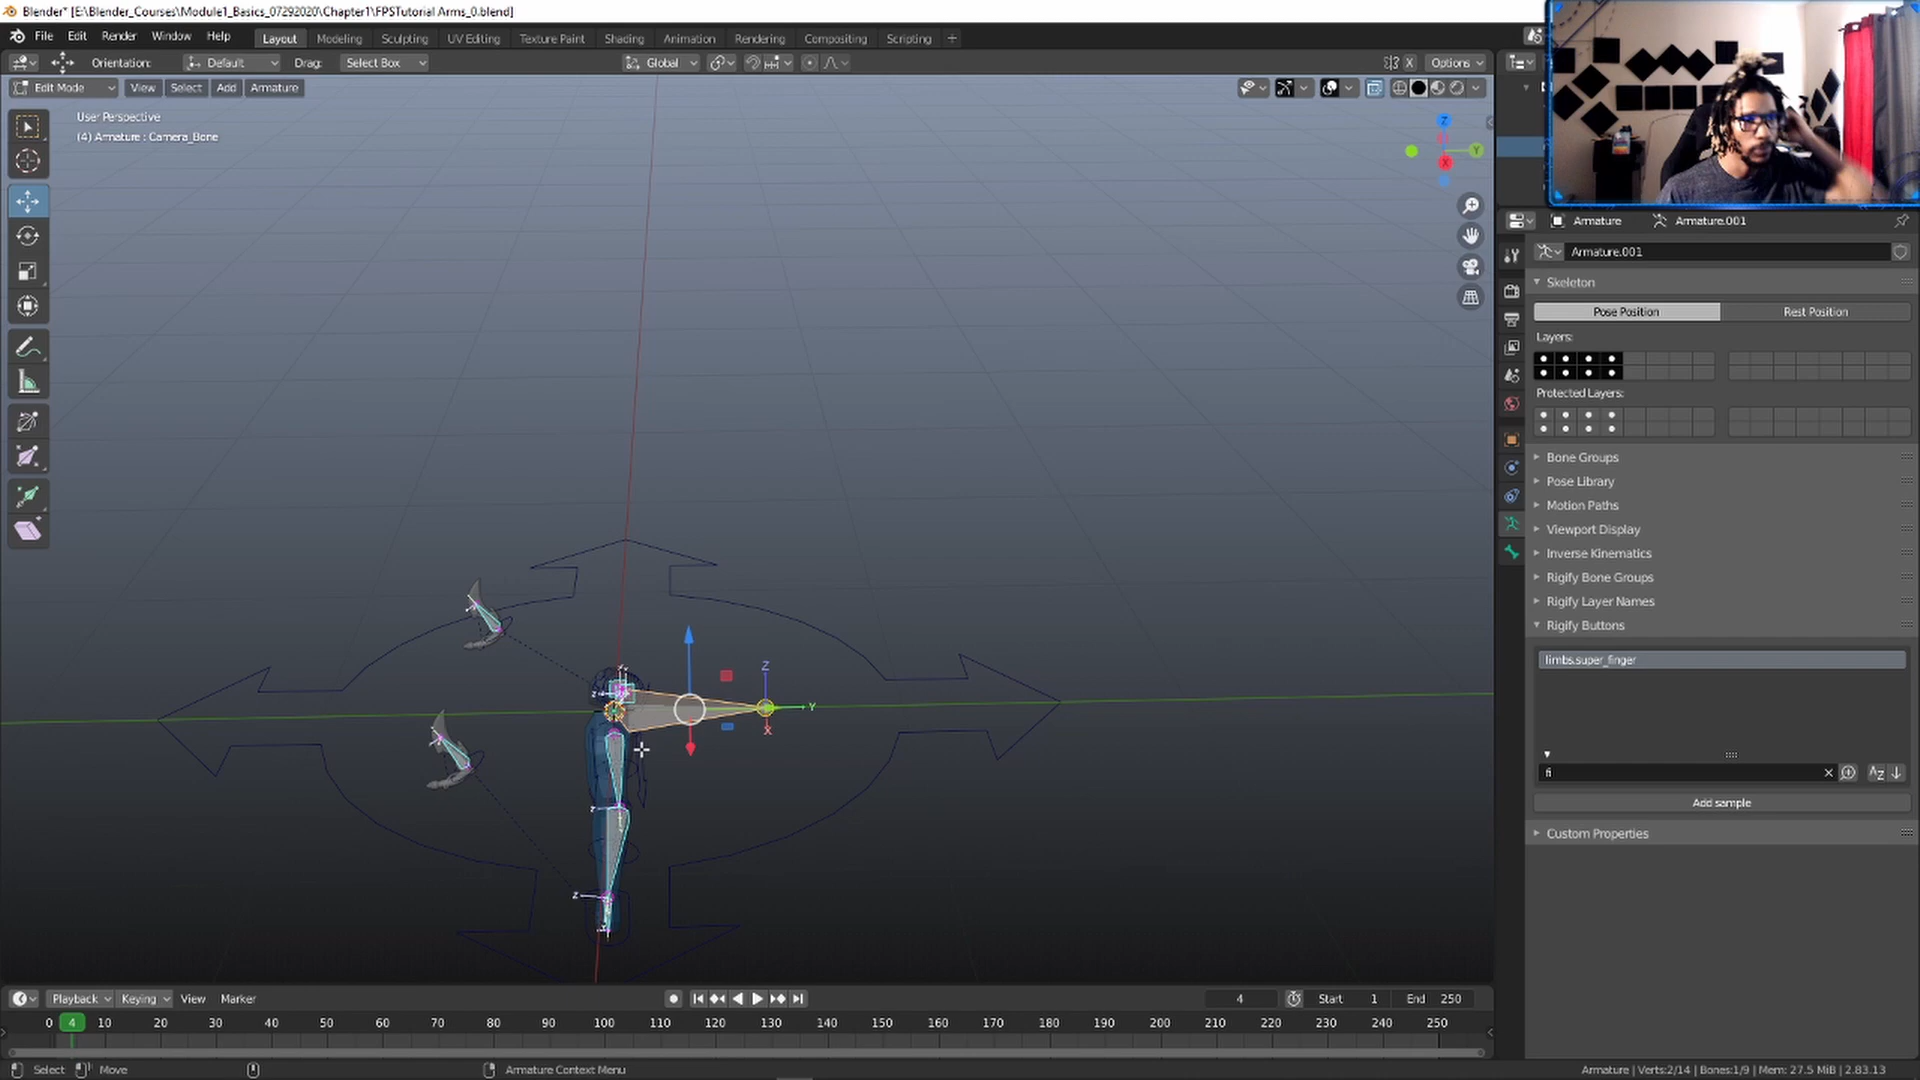 Blender* [E:\Blender_Courses\Module1_Basics_07292020\Chapter1\FPSTutorial Arms_0.blend]
File Edit Render Window Help Layout Modeling Sculpting UV Editing Texture Paint Shading Animation Rendering Compositing Scripting +
Orientation: Default Drag: Select Box Global X Options
Edit Mode View Select Add Armature
User Perspective
(4) Armature : Camera_Bone
Z
Y
X
Armature Armature.001
Armature.001
Skeleton
Pose Position Rest Position
Layers:
Protected Layers:
Bone Groups
Pose Library
Motion Paths
Viewport Display
Inverse Kinematics
Rigify Bone Groups
Rigify Layer Names
Rigify Buttons
limbs.super_finger
fi
Add sample
Custom Properties
Z
Y
X
z
z
z
Playback Keying View Marker 4 Start 1 End 250
0 4 10 20 30 40 50 60 70 80 90 100 110 120 130 140 150 160 170 180 190 200 210 220 230 240 250
Select Move Armature Context Menu Armature | Verts:2/14 | Bones:1/9 | Mem: 27.5 MiB | 2.83.13